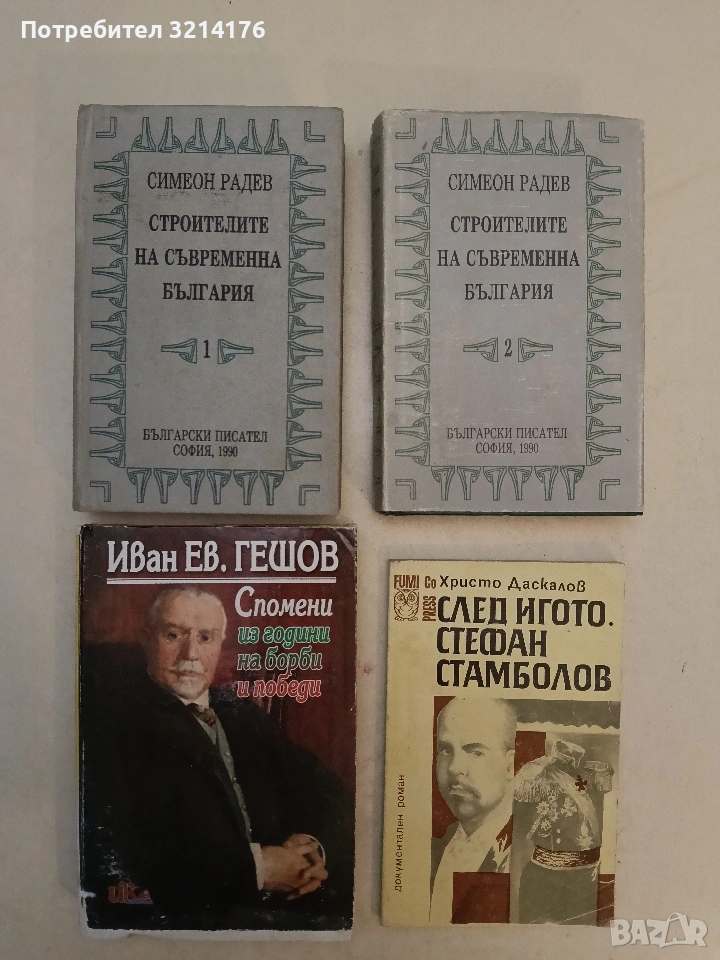 Потребител 3214176
СИМЕОН РАДЕВ
СТРОИТЕЛИТЕ
НА СЪВРЕМЕННА
БЪЛГАРИЯ
1
БЪЛГАРСКИ ПИСАТЕЛ
СОФИЯ, 1990
СИМЕОН РАДЕВ
СТРОИТЕЛИТЕ
НА СЪВРЕМЕННА
БЪЛГАРИЯ
2
БЪЛГАРСКИ ПИСАТЕЛ
СОФИЯ, 1990
ИВАН ЕВ. ГЕШОВ
Спомени
из години
на борби
и победи
FUMI Co
PRESS
Христо Даскалов
СЛЕД ИГОТО.
СТЕФАН
СТАМБОЛОВ
документален роман
BAZAR